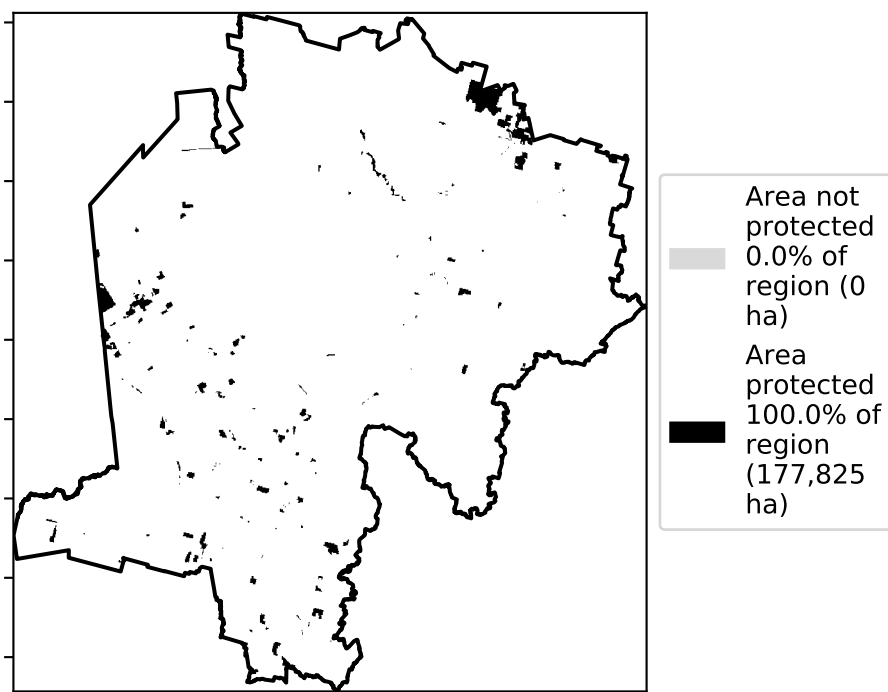 Area not
protected
0.0% of
region (0
ha)
Area
protected
100.0% of
region
(177,825
ha)